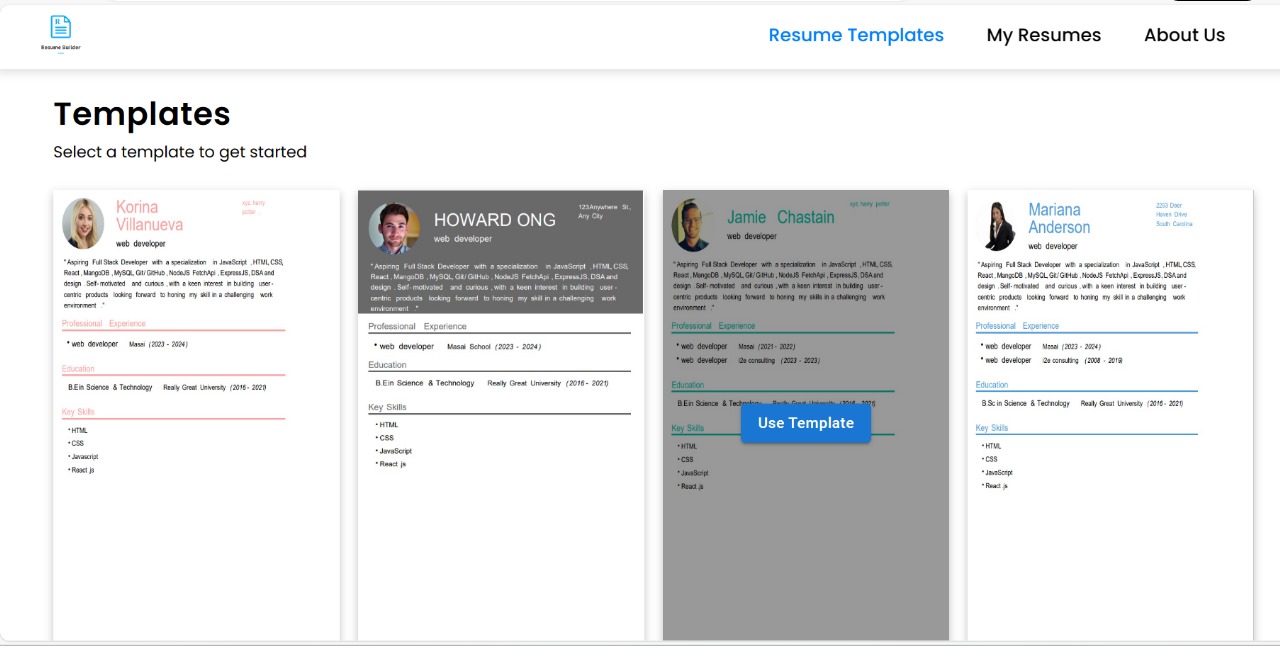 Resume Builder
Resume Templates
My Resumes
About Us
Templates
Select a template to get started
Korina
Villanueva
xyz, herry
potter ..
web developer
"Aspiring Full Stack Developer with a specialization in JavaScript ,HTML,CSS,
React , MangoDB , MySQL, Git/ GitHub , NodeJS FetchApi , ExpressJS, DSA and
design . Self-motivated and curious , with a keen interest in building user-
centric products looking forward to honing my skill in a challenging work
environment ."
Professional Experience
• web developer Masai (2023 - 2024)
Education
B.E in Science & Technology Really Great University (2016 - 2021)
Key Skills
• HTML
• CSS
• Javascript
• React js
HOWARD ONG
123 Anywhere St.,
Any City
web developer
"Aspiring Full Stack Developer with a specialization in JavaScript ,HTML,CSS,
React , MangoDB , MySQL, Git/ GitHub , NodeJS FetchApi , ExpressJS, DSA and
design . Self-motivated and curious , with a keen interest in building user-
centric products looking forward to honing my skill in a challenging work
environment ."
Professional Experience
• web developer Masai School (2023 - 2024)
Education
B.E in Science & Technology Really Great University (2016 - 2021)
Key Skills
• HTML
• CSS
• JavaScript
• React js
Jamie Chastain
xyz, herry potter
web developer
"Aspiring Full Stack Developer with a specialization in JavaScript ,HTML,CSS,
React , MangoDB , MySQL, Git/ GitHub , NodeJS FetchApi , ExpressJS, DSA and
design . Self-motivated and curious , with a keen interest in building user-
centric products looking forward to honing my skills in a challenging work
environment ."
Professional Experience
• web developer Masai (2021 - 2022)
• web developer i2e consulting (2023 - 2023)
Education
B.E in Science & Technology Really Great University (2016 - 2021)
Use Template
Key Skills
• HTML
• CSS
• JavaScript
• React .js
Mariana
Anderson
2253 Deer
Haven Drive
South Carolina
web developer
"Aspiring Full Stack Developer with a specialization in JavaScript ,HTML,CSS,
React , MangoDB , MySQL, Git/ GitHub , NodeJS FetchApi , ExpressJS, DSA and
design . Self-motivated and curious , with a keen interest in building user-
centric products looking forward to honing my skill in a challenging work
environment ."
Professional Experience
• web developer Masai (2023 - 2024)
• web developer i2e consulting (2008 - 2019)
Education
B.Sc in Science & Technology Really Great University (2016 - 2021)
Key Skills
• HTML
• CSS
• JavaScript
• React .js